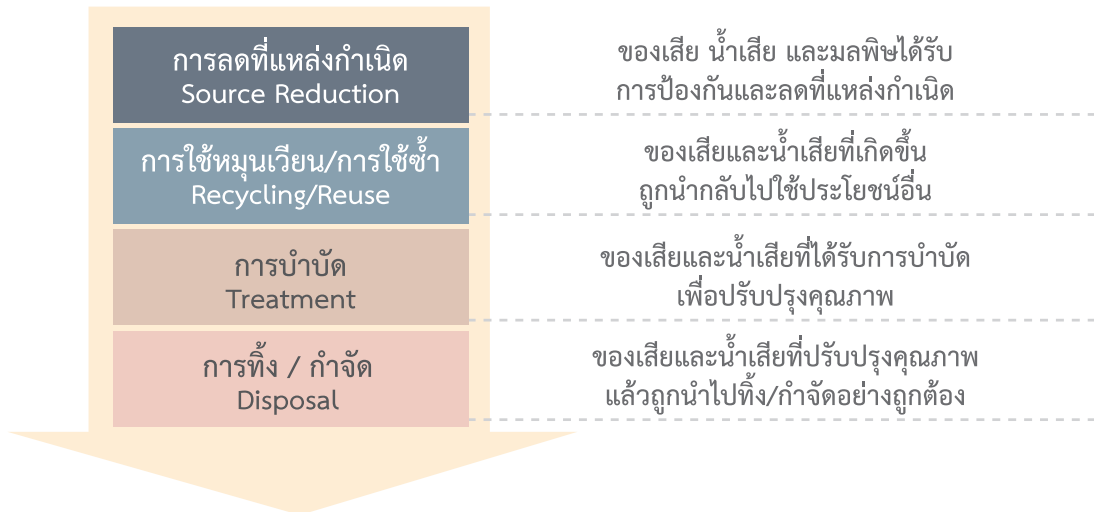 การลดที่แหล่งกำเนิด
Source Reduction
ของเสีย น้ำเสีย และมลพิษได้รับ
การป้องกันและลดที่แหล่งกำเนิด
การใช้หมุนเวียน/การใช้ซ้ำ
Recycling/Reuse
ของเสียและน้ำเสียที่เกิดขึ้น
ถูกนำกลับไปใช้ประโยชน์อื่น
การบำบัด
Treatment
ของเสียและน้ำเสียที่ได้รับการบำบัด
เพื่อปรับปรุงคุณภาพ
การทิ้ง / กำจัด
Disposal
ของเสียและน้ำเสียที่ปรับปรุงคุณภาพ
แล้วถูกนำไปทิ้ง/กำจัดอย่างถูกต้อง